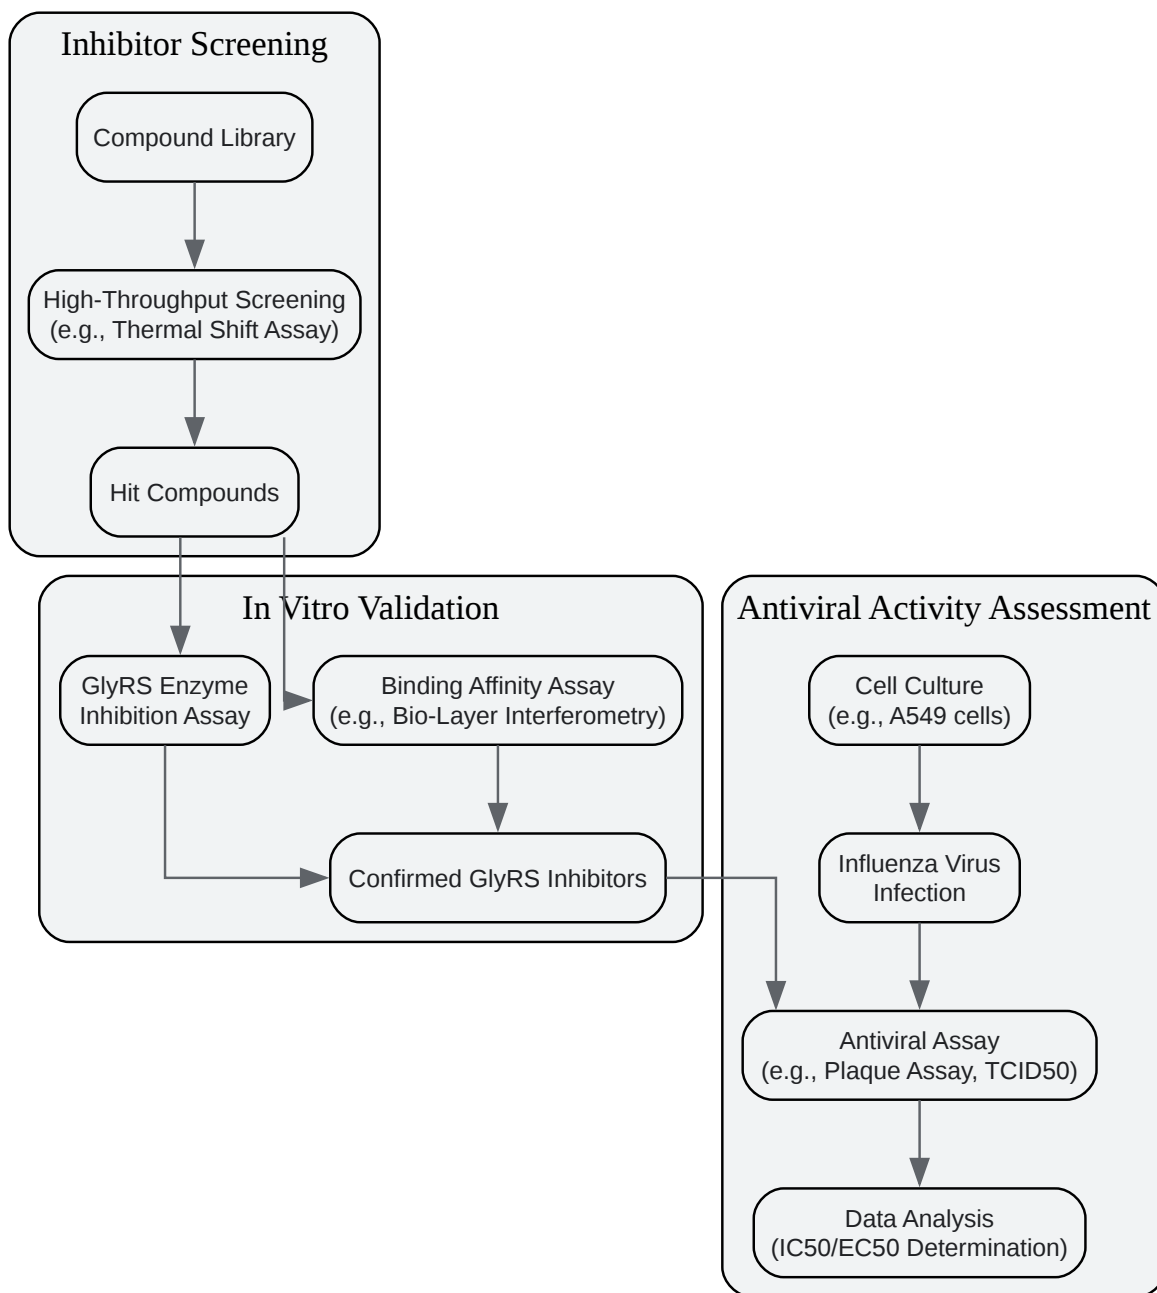 Inhibitor Screening
Compound Library
High-Throughput Screening
(e.g., Thermal Shift Assay)
Hit Compounds
In Vitro Validation
GlyRS Enzyme
Inhibition Assay
Binding Affinity Assay
(e.g., Bio-Layer Interferometry)
Confirmed GlyRS Inhibitors
Antiviral Activity Assessment
Cell Culture
(e.g., A549 cells)
Influenza Virus
Infection
Antiviral Assay
(e.g., Plaque Assay, TCID50)
Data Analysis
(IC50/EC50 Determination)